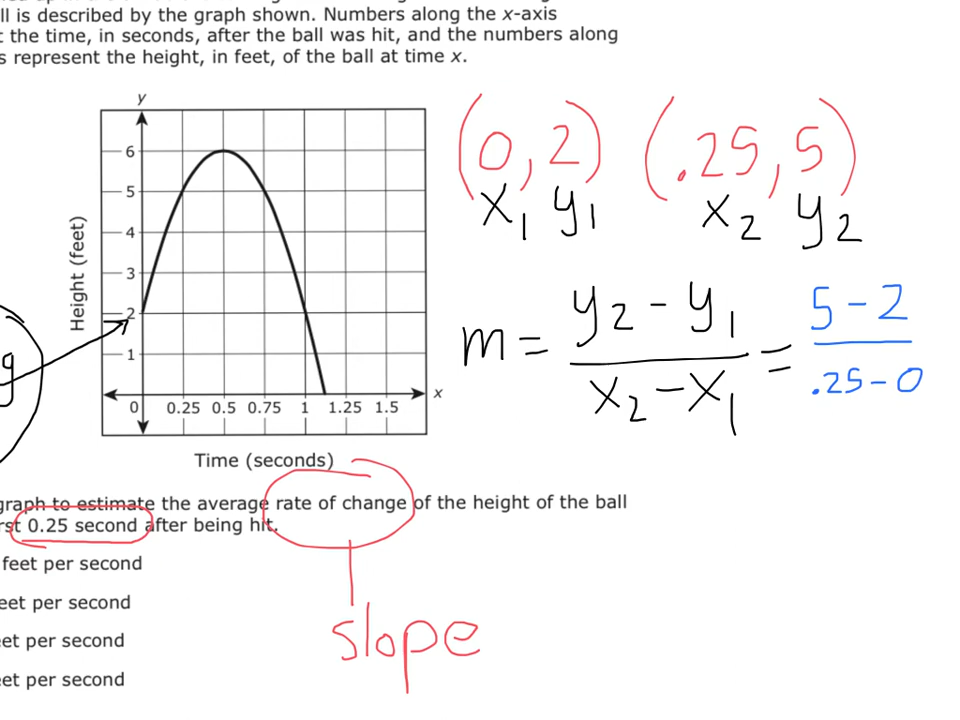 ll is described by the graph shown. Numbers along the x-axis
t the time, in seconds, after the ball was hit, and the numbers along
s represent the height, in feet, of the ball at time x.
y
6
5
4
3
2
1
Height (feet)
0 0.25 0.5 0.75 1 1.25 1.5
x
Time (seconds)
(0, 2) (.25, 5)
x₁ y₁ x₂ y₂
m = y₂ - y₁ / x₂ - x₁ = 5 - 2 / .25 - 0
g
graph to estimate the average rate of change of the height of the ball
rst 0.25 second after being hit.
feet per second
eet per second
et per second
eet per second
slope